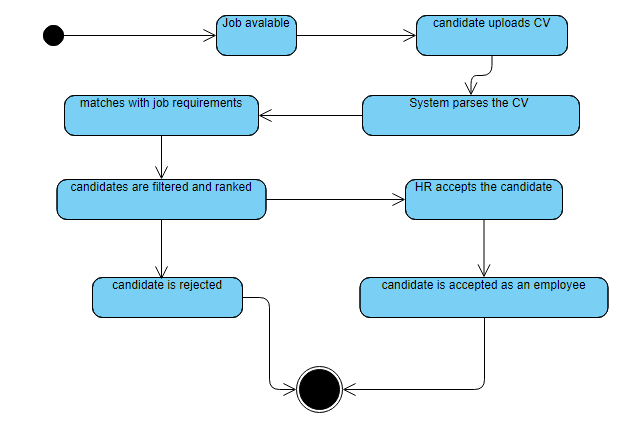 Job avalable
candidate uploads CV
matches with job requirements
System parses the CV
candidates are filtered and ranked
HR accepts the candidate
candidate is rejected
candidate is accepted as an employee